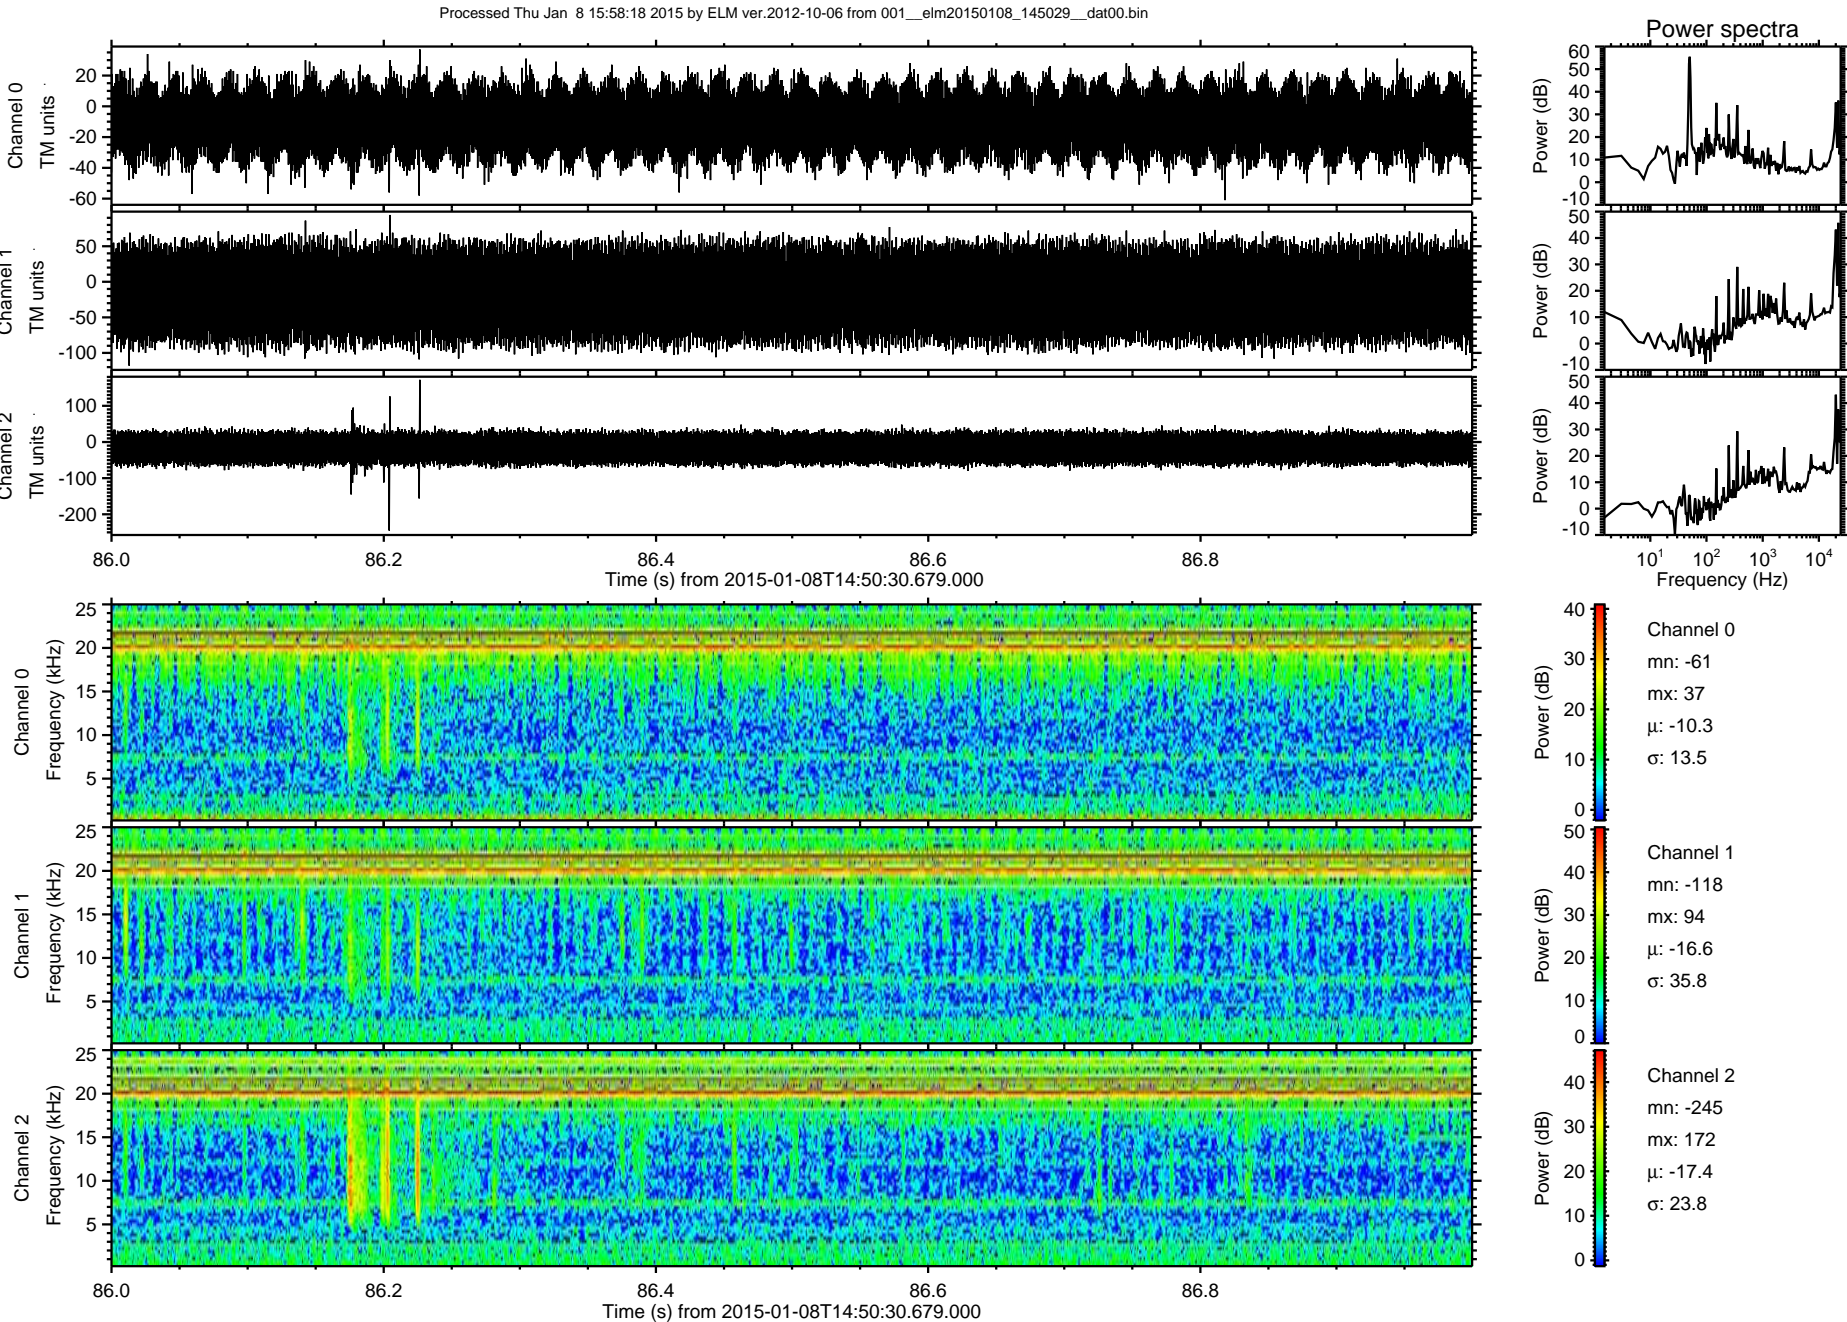 Processed Thu Jan  8 15:58:18 2015 by ELM ver.2012-10-06 from 001__elm20150108_145029__dat00.bin
Power spectra
Channel 0
TM units
20
0
-20
-40
-60
Power (dB)
60
50
40
30
20
10
0
-10
Channel 1
TM units
50
0
-50
-100
Power (dB)
50
40
30
20
10
0
-10
Channel 2
TM units
100
0
-100
-200
Power (dB)
50
40
30
20
10
0
-10
86.0 86.2 86.4 86.6 86.8
Time (s) from 2015-01-08T14:50:30.679.000
10^1 10^2 10^3 10^4
Frequency (Hz)
Channel 0
Frequency (kHz)
25
20
15
10
5
Power (dB)
40
30
20
10
0
Channel 0
mn: -61
mx: 37
μ: -10.3
σ: 13.5
Channel 1
Frequency (kHz)
25
20
15
10
5
Power (dB)
50
40
30
20
10
0
Channel 1
mn: -118
mx: 94
μ: -16.6
σ: 35.8
Channel 2
Frequency (kHz)
25
20
15
10
5
Power (dB)
40
30
20
10
0
Channel 2
mn: -245
mx: 172
μ: -17.4
σ: 23.8
86.0 86.2 86.4 86.6 86.8
Time (s) from 2015-01-08T14:50:30.679.000